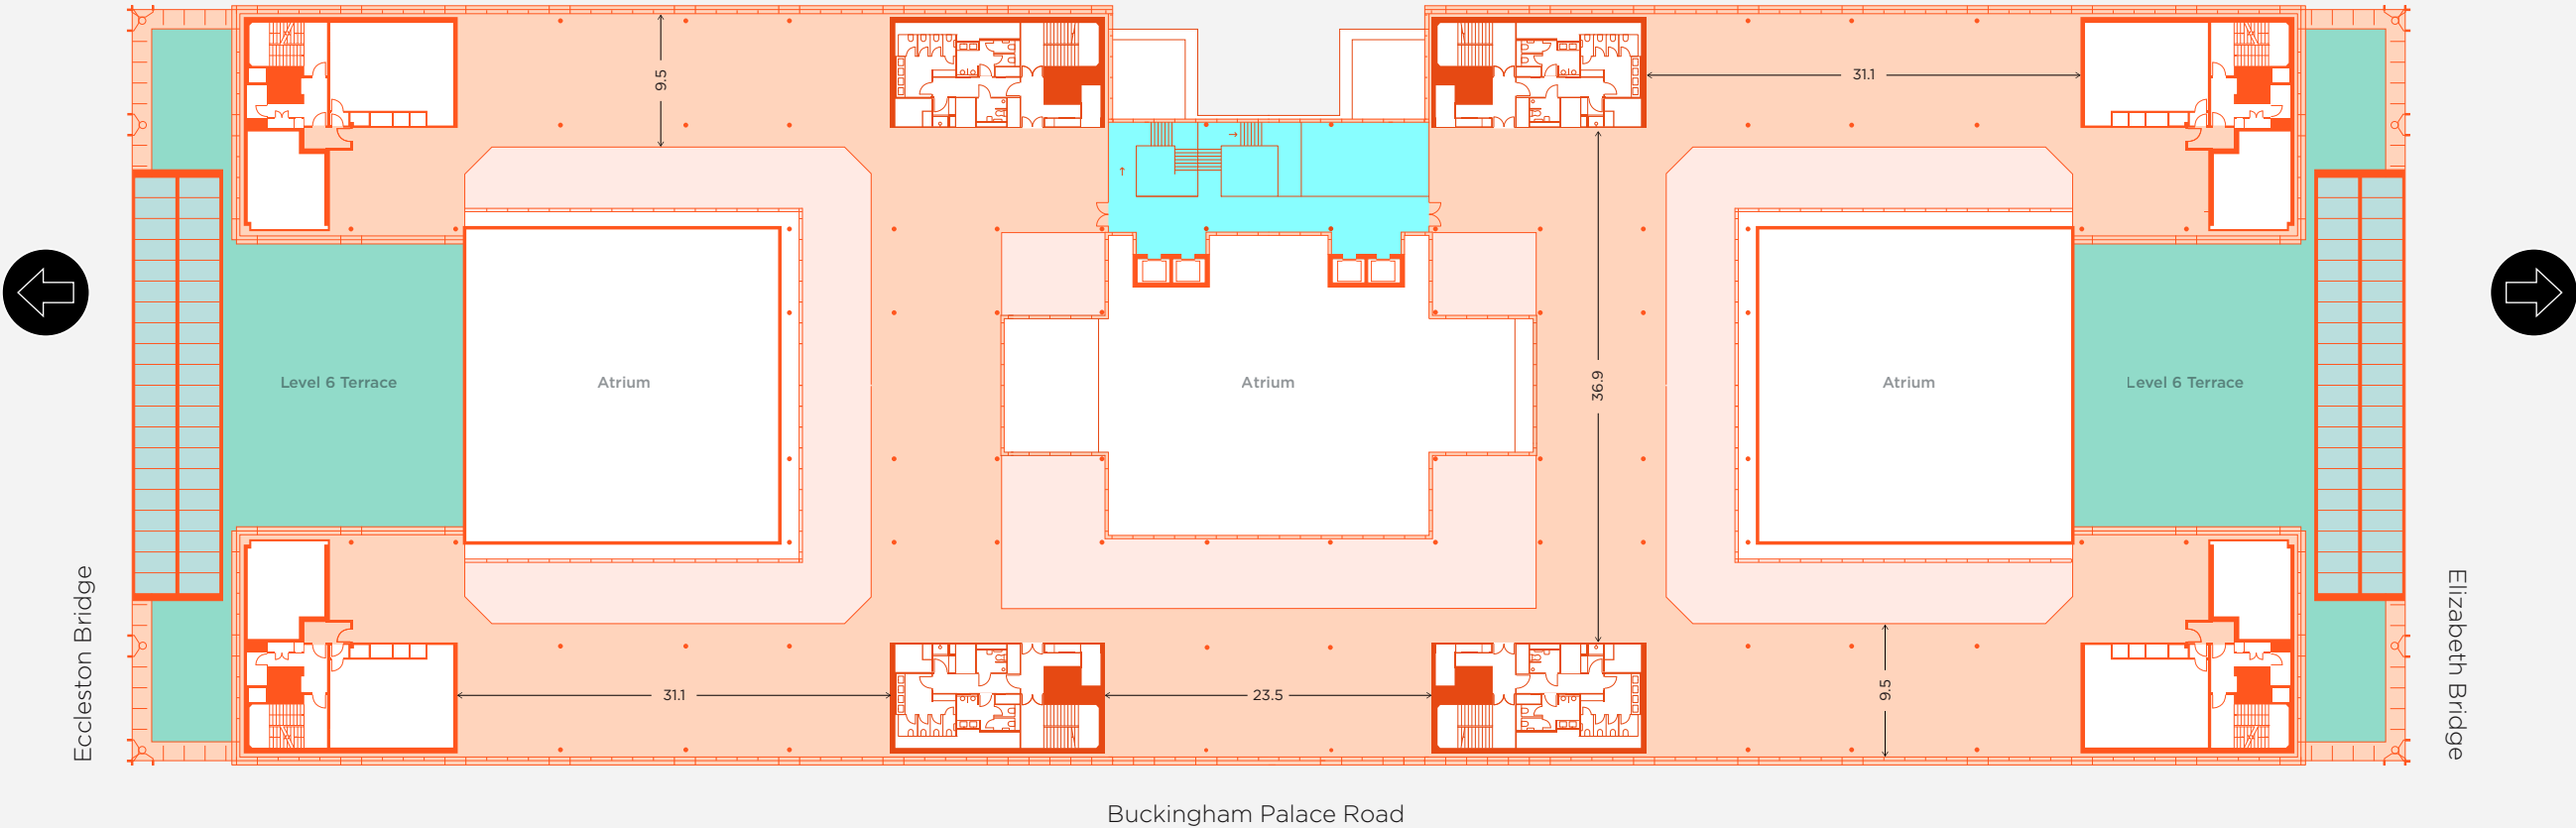 9.5
31.1
36.9
Level 6 Terrace
Atrium
Atrium
Atrium
Level 6 Terrace
Eccleston Bridge
Elizabeth Bridge
31.1
23.5
9.5
Buckingham Palace Road